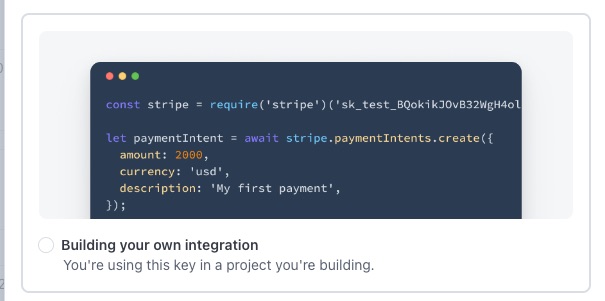 const stripe = require('stripe')('sk_test_BQokikJOvB32WgH4ol
let paymentIntent = await stripe.paymentIntents.create({
amount: 2000,
currency: 'usd',
description: 'My first payment',
});
Building your own integration
You're using this key in a project you're building.